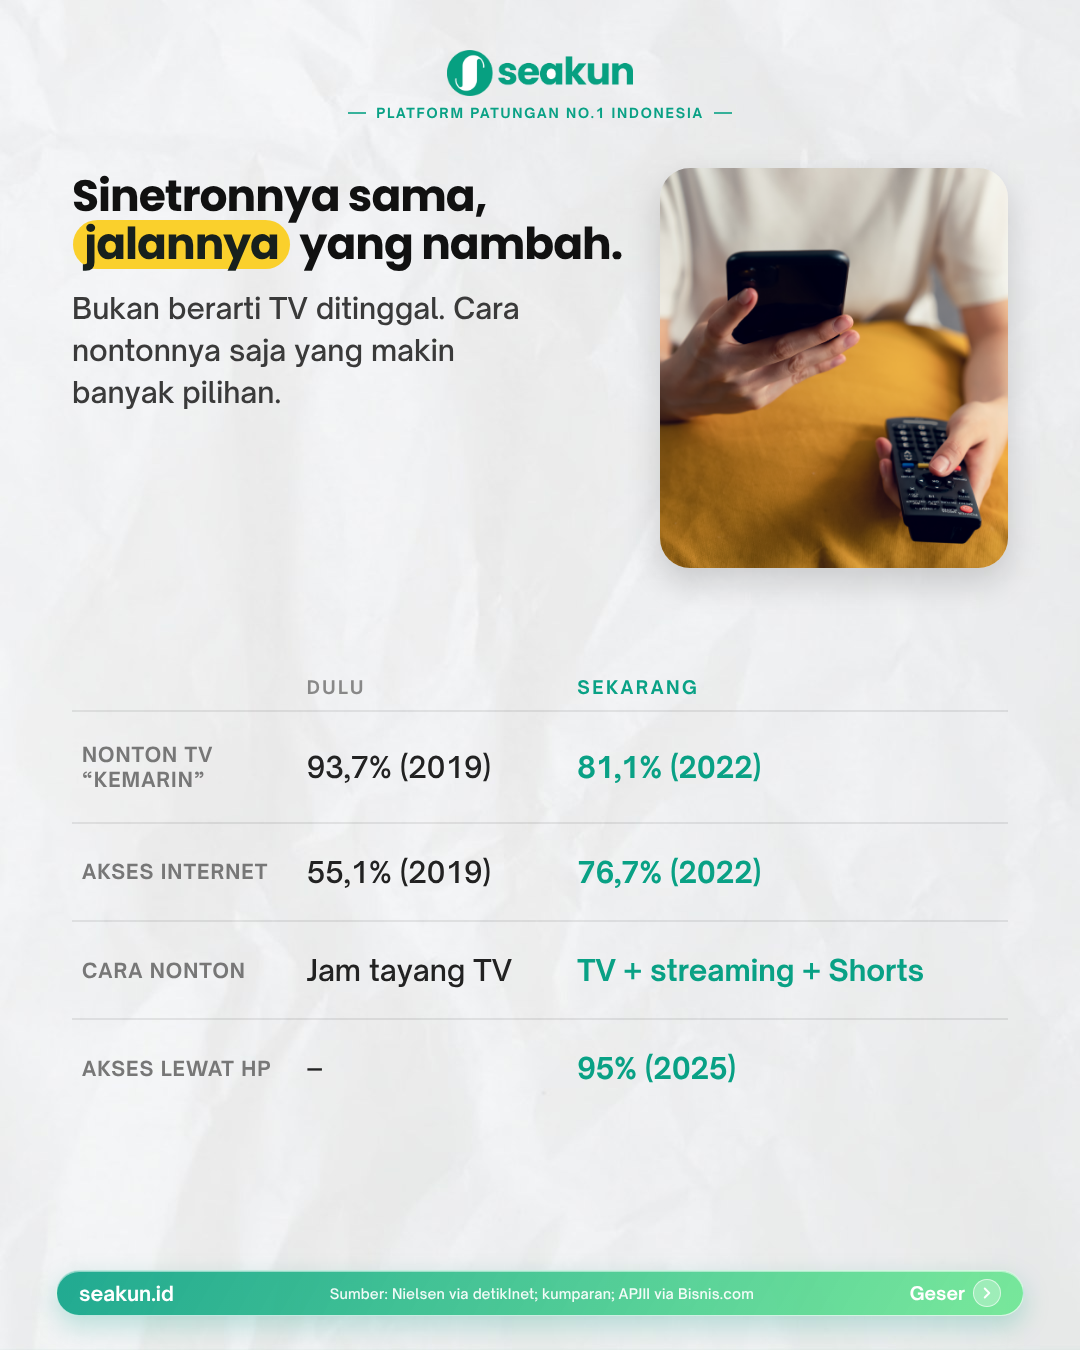 seakun
PLATFORM PATUNGAN NO.1 INDONESIA
Sinetronnya sama,
jalannya yang nambah.
Bukan berarti TV ditinggal. Cara
nontonnya saja yang makin
banyak pilihan.
DULU SEKARANG
NONTON TV
“KEMARIN” 93,7% (2019) 81,1% (2022)
AKSES INTERNET 55,1% (2019) 76,7% (2022)
CARA NONTON Jam tayang TV TV + streaming + Shorts
AKSES LEWAT HP – 95% (2025)
seakun.id Sumber: Nielsen via detikInet; kumparan; APJII via Bisnis.com Geser